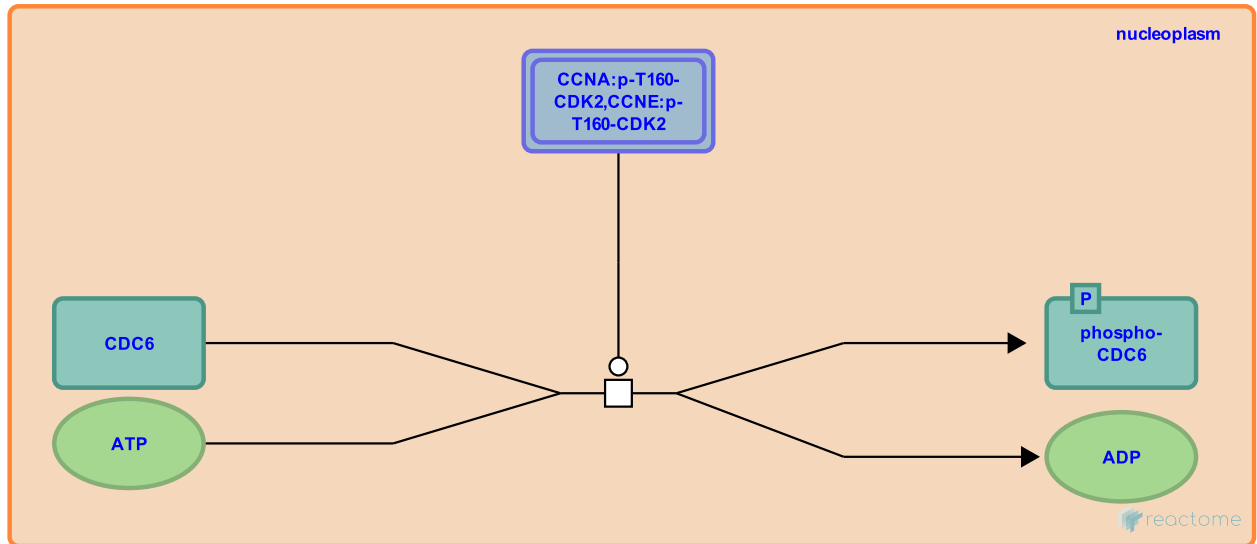 nucleoplasm
CCNA:p-T160-
CDK2,CCNE:p-
T160-CDK2
CDC6
ATP
P
phospho-
CDC6
ADP
reactome